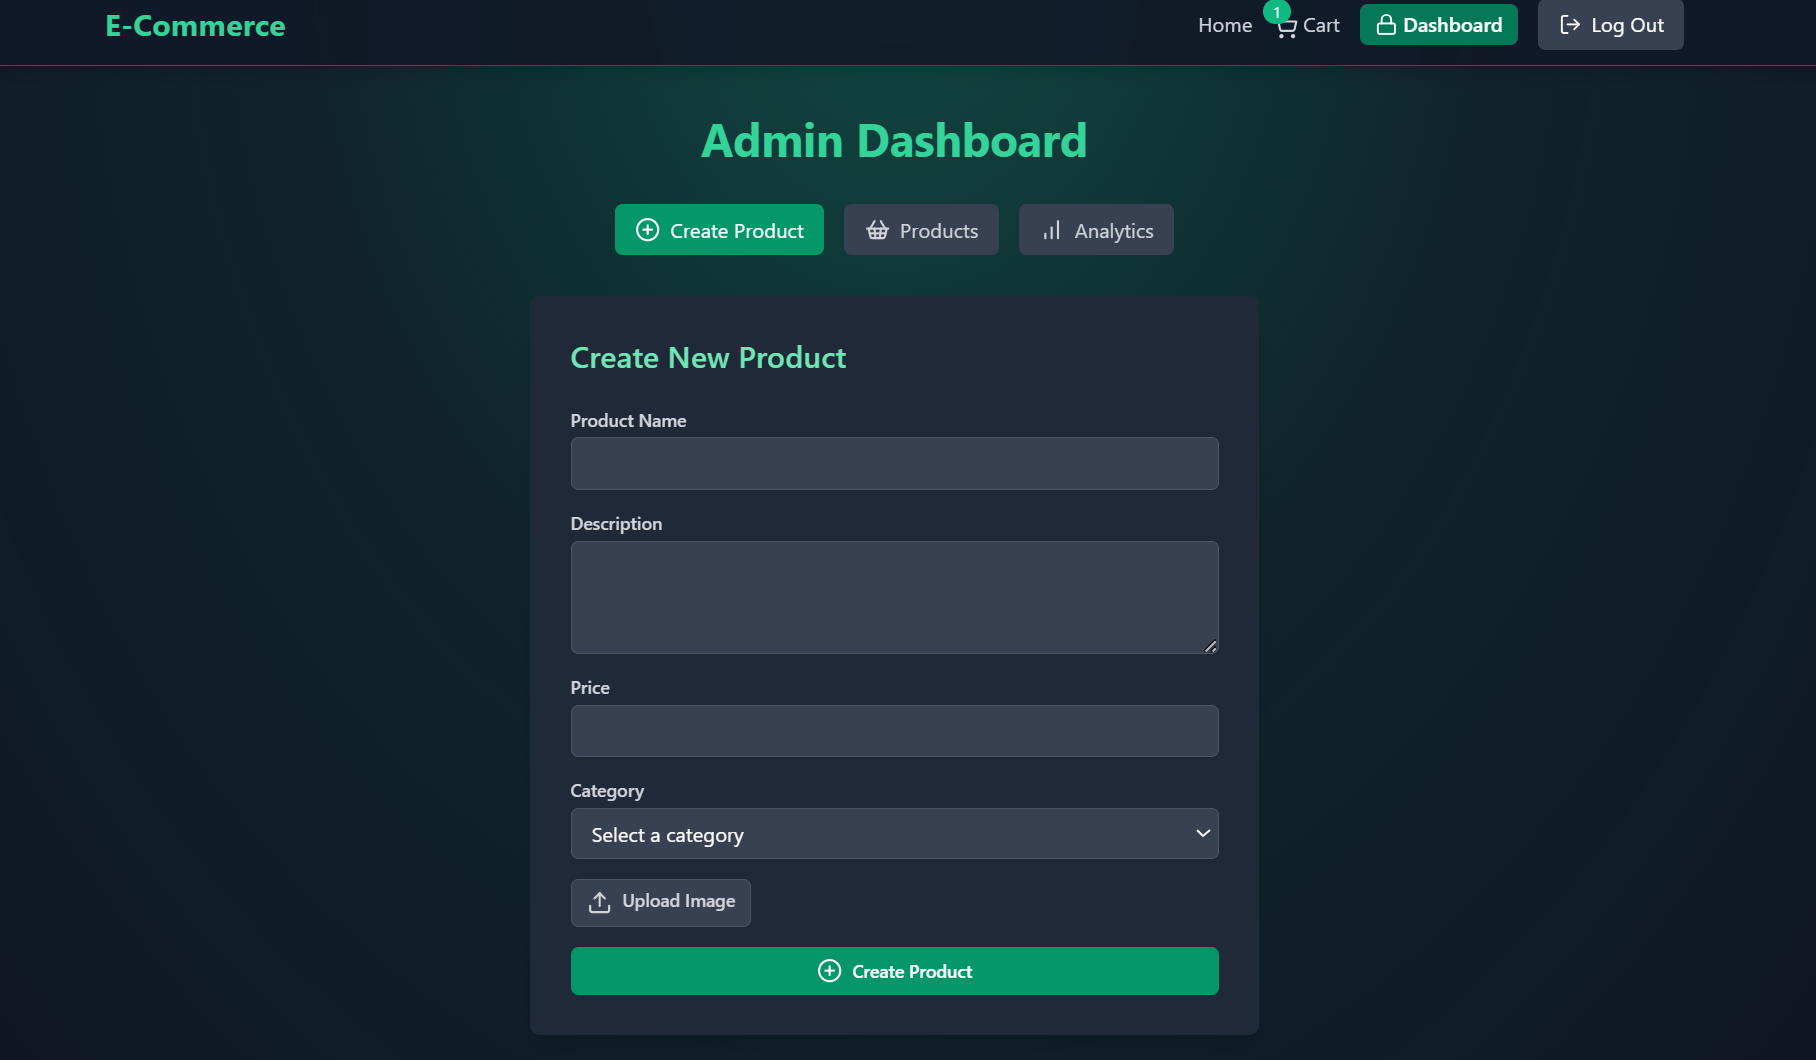 E-Commerce
Home
1
Cart
Dashboard
Log Out
Admin Dashboard
Create Product
Products
Analytics
Create New Product
Product Name
Description
Price
Category
Select a category
Upload Image
Create Product